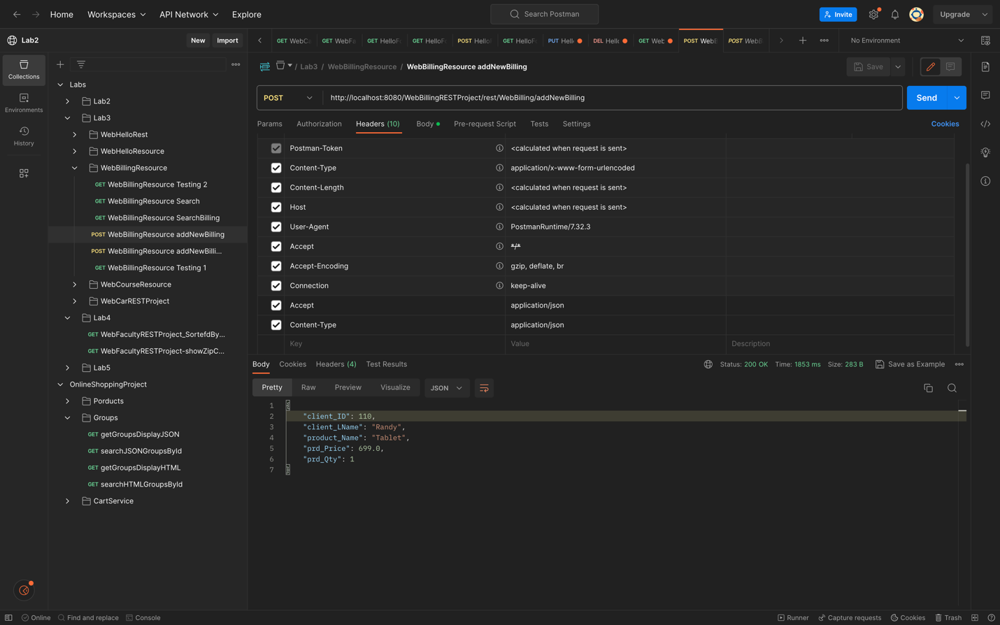 Home
Workspaces
API Network
Explore
Search Postman
Invite
Upgrade
Lab2
New
Import
GET WebC
GET WebFa
GET HelloF
GET HelloF
POST Hello
GET HelloF
PUT Hell
DEL Hell
GET Web
POST WebB
POST WebB
No Environment
Collections
Environments
History
Labs
Lab2
Lab3
WebHelloRest
WebHelloResource
WebBillingResource
GET WebBillingResource Testing 2
GET WebBillingResource Search
GET WebBillingResource SearchBilling
POST WebBillingResource addNewBilling
POST WebBillingResource addNewBilli...
GET WebBillingResource Testing 1
WebCourseResource
WebCarRESTProject
Lab4
GET WebFacultyRESTProject_SortefdBy...
GET WebFacultyRESTProject-showZipC...
Lab5
OnlineShoppingProject
Porducts
Groups
GET getGroupsDisplayJSON
GET searchJSONGroupsById
GET getGroupsDisplayHTML
GET searchHTMLGroupsById
CartService
HTTP / Lab3 / WebBillingResource / WebBillingResource addNewBilling
Save
POST
http://localhost:8080/WebBillingRESTProject/rest/WebBilling/addNewBilling
Send
Params
Authorization
Headers (10)
Body
Pre-request Script
Tests
Settings
Cookies
Postman-Token <calculated when request is sent>
Content-Type application/x-www-form-urlencoded
Content-Length <calculated when request is sent>
Host <calculated when request is sent>
User-Agent PostmanRuntime/7.32.3
Accept */*
Accept-Encoding gzip, deflate, br
Connection keep-alive
Accept application/json
Content-Type application/json
Key Value Description
Body
Cookies
Headers (4)
Test Results
Status: 200 OK
Time: 1853 ms
Size: 283 B
Save as Example
Pretty
Raw
Preview
Visualize
JSON
1 {
2 "client_ID": 110,
3 "client_LName": "Randy",
4 "product_Name": "Tablet",
5 "prd_Price": 699.0,
6 "prd_Qty": 1
7 }
Online
Find and replace
Console
Runner
Capture requests
Cookies
Trash